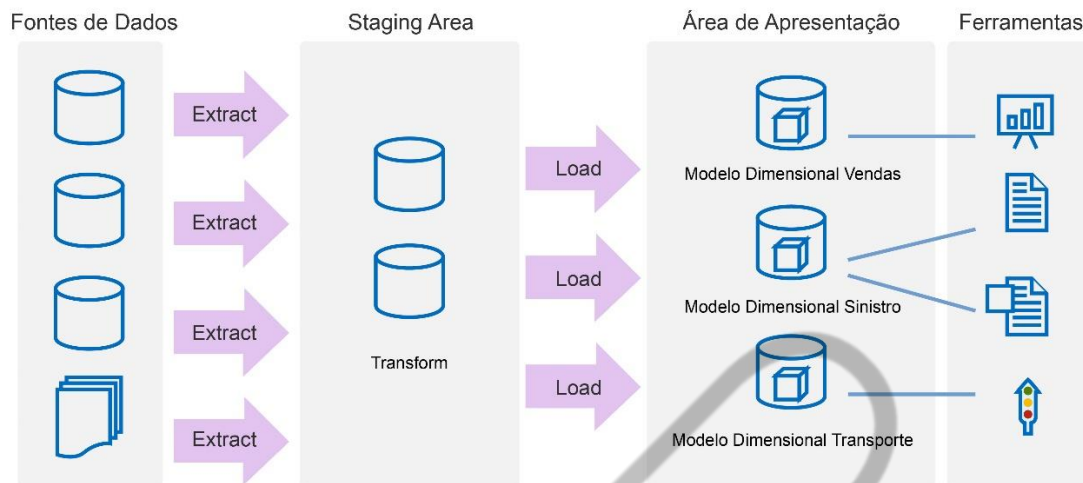 Fontes de Dados
Staging Area
Área de Apresentação
Ferramentas
Extract
Extract
Extract
Extract
Transform
Load
Load
Load
Modelo Dimensional Vendas
Modelo Dimensional Sinistro
Modelo Dimensional Transporte